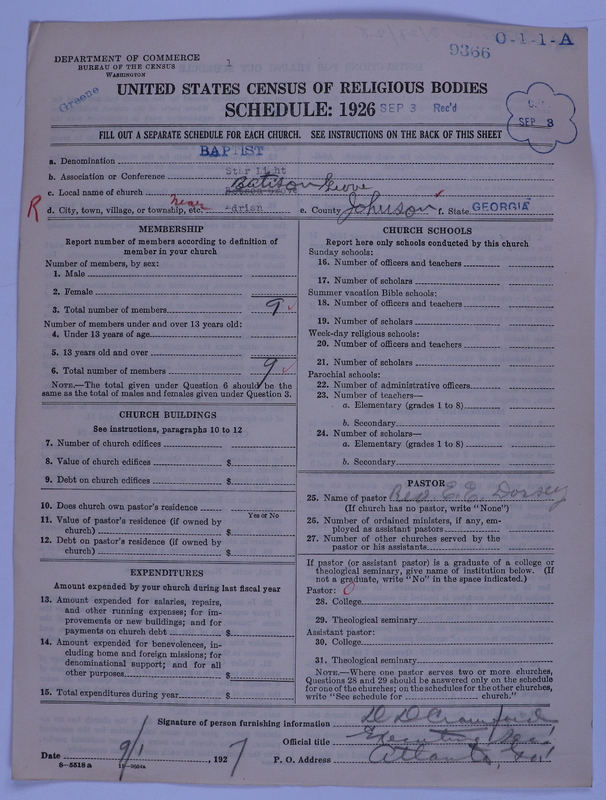 O-1-1-A
9366
DEPARTMENT OF COMMERCE
BUREAU OF THE CENSUS
WASHINGTON
1
Greene
UNITED STATES CENSUS OF RELIGIOUS BODIES
SCHEDULE: 1926 SEP 3 Rec'd
SEP 3
FILL OUT A SEPARATE SCHEDULE FOR EACH CHURCH. SEE INSTRUCTIONS ON THE BACK OF THIS SHEET
a. Denomination BAPTIST
b. Association or Conference Star Light
c. Local name of church Batison Grove
R d. City, town, village, or township, etc. near Adrian e. County Johnson f. State GEORGIA
MEMBERSHIP
Report number of members according to definition of
member in your church
Number of members, by sex:
1. Male
2. Female
3. Total number of members 9 ✓
Number of members under and over 13 years old:
4. Under 13 years of age
5. 13 years old and over
6. Total number of members 9 ✓
NOTE.—The total given under Question 6 should be the
same as the total of males and females given under Question 3.
CHURCH BUILDINGS
See instructions, paragraphs 10 to 12
7. Number of church edifices
8. Value of church edifices $
9. Debt on church edifices $
10. Does church own pastor's residence
Yes or No
11. Value of pastor's residence (if owned by
church) $
12. Debt on pastor's residence (if owned by
church) $
EXPENDITURES
Amount expended by your church during last fiscal year
13. Amount expended for salaries, repairs,
and other running expenses; for im-
provements or new buildings; and for
payments on church debt $
14. Amount expended for benevolences, in-
cluding home and foreign missions; for
denominational support; and for all
other purposes $
15. Total expenditures during year $
CHURCH SCHOOLS
Report here only schools conducted by this church
Sunday schools:
16. Number of officers and teachers
17. Number of scholars
Summer vacation Bible schools:
18. Number of officers and teachers
19. Number of scholars
Week-day religious schools:
20. Number of officers and teachers
21. Number of scholars
Parochial schools:
22. Number of administrative officers
23. Number of teachers—
a. Elementary (grades 1 to 8)
b. Secondary
24. Number of scholars—
a. Elementary (grades 1 to 8)
b. Secondary
PASTOR
25. Name of pastor Rev. E. E. Dorsey
(If church has no pastor, write "None")
26. Number of ordained ministers, if any, em-
ployed as assistant pastors
27. Number of other churches served by the
pastor or his assistants
If pastor (or assistant pastor) is a graduate of a college or
theological seminary, give name of institution below. (If
not a graduate, write "No" in the space indicated.)
Pastor: 0
28. College
29. Theological seminary
Assistant pastor:
30. College
31. Theological seminary
NOTE.—Where one pastor serves two or more churches,
Questions 28 and 29 should be answered only on the schedule
for one of the churches; on the schedules for the other churches,
write "See schedule for church."
Signature of person furnishing information D D Crawford
Official title Executive Sec.
Date 9/1, 1927 P. O. Address Atlanta, Ga.
8-5518 a